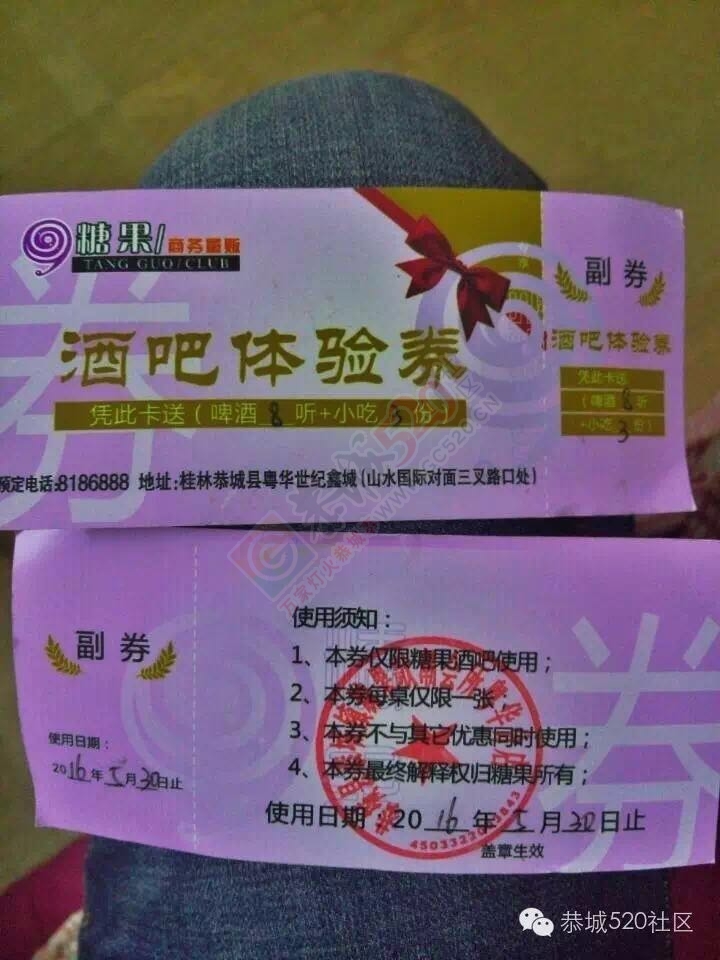 糖果/商务量贩
TANG GUO/CLUB
酒吧体验券
凭此卡送(啤酒8听+小吃3份)
预定电话:8186888 地址:桂林恭城县粤华世纪鑫城(山水国际对面三叉路口处)
副券
酒吧体验券
凭此卡送
(啤酒8听
+小吃3份)
券
副券
使用日期:
2016年5月30日止
使用须知:
1、本券仅限糖果酒吧使用;
2、本券每桌仅限一张;
3、本券不与其它优惠同时使用;
4、本券最终解释权归糖果所有;
使用日期:2016年5月30日止
盖章生效
券
恭城520社区